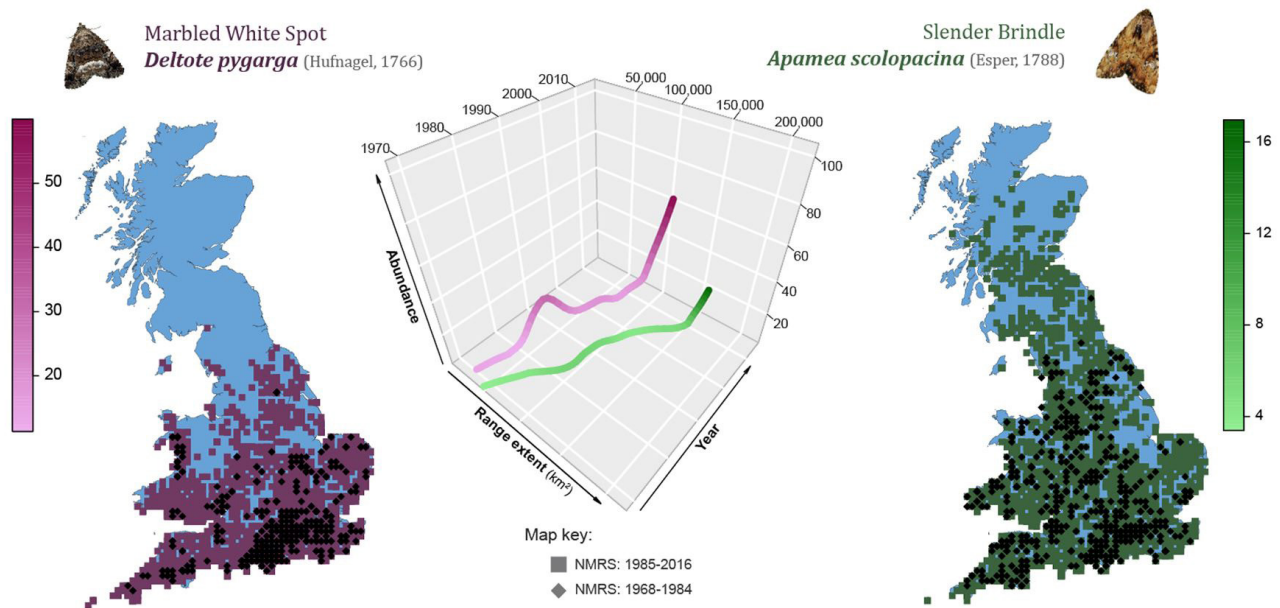 Marbled White Spot
Deltote pygarga (Hufnagel, 1766)
Slender Brindle
Apamea scolopacina (Esper, 1788)
50
40
30
20
1970
1980
1990
2000
2010
50,000
100,000
150,000
200,000
100
80
60
40
20
Abundance
Range extent (km²)
Year
16
12
8
4
Map key:
NMRS: 1985-2016
NMRS: 1968-1984